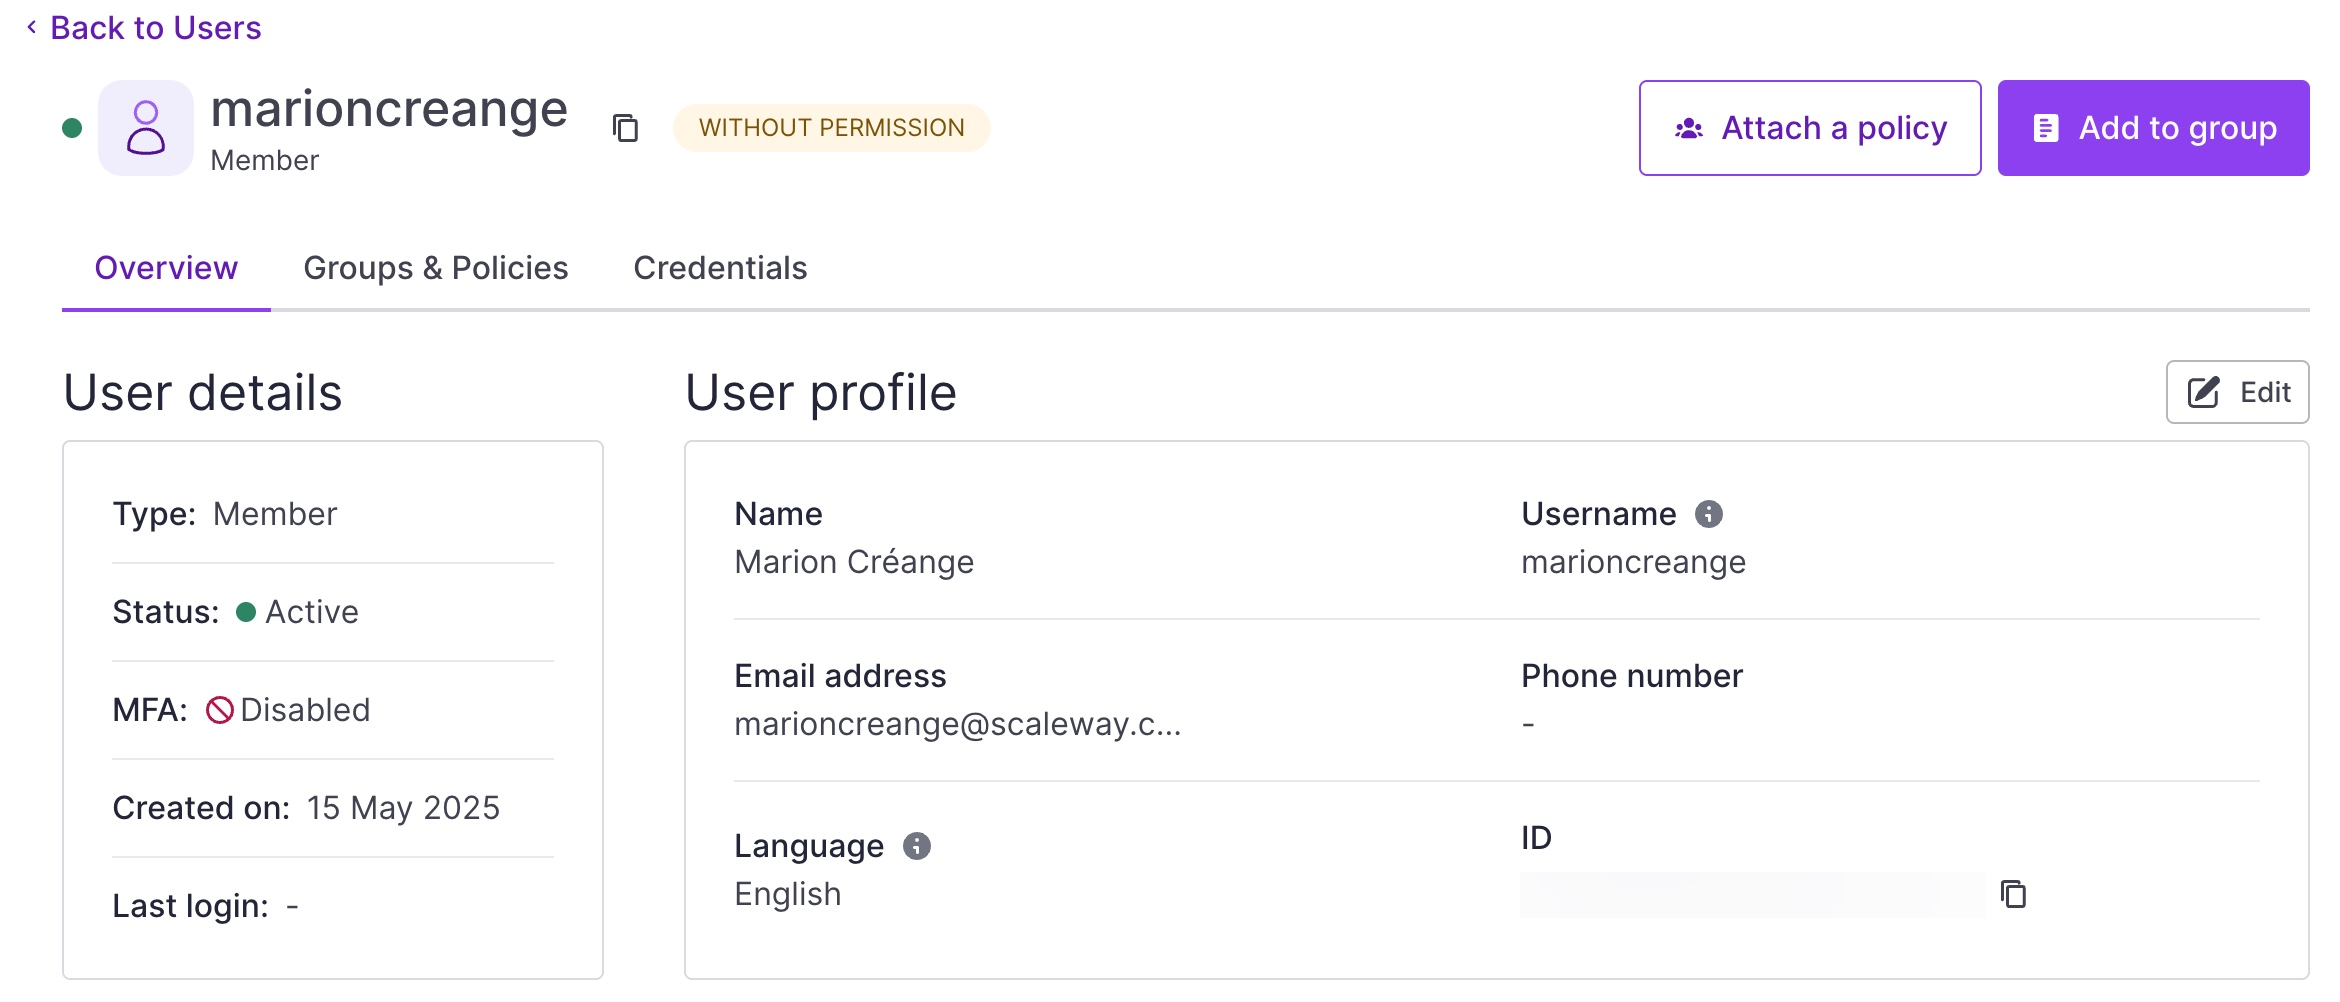 Back to Users
marioncreange
Member
WITHOUT PERMISSION
Attach a policy
Add to group
Overview
Groups & Policies
Credentials
User details
Type: Member
Status: Active
MFA: Disabled
Created on: 15 May 2025
Last login: -
User profile
Edit
Name
Marion Créange
Username
marioncreange
Email address
marioncreange@scaleway.c...
Phone number
-
Language
English
ID